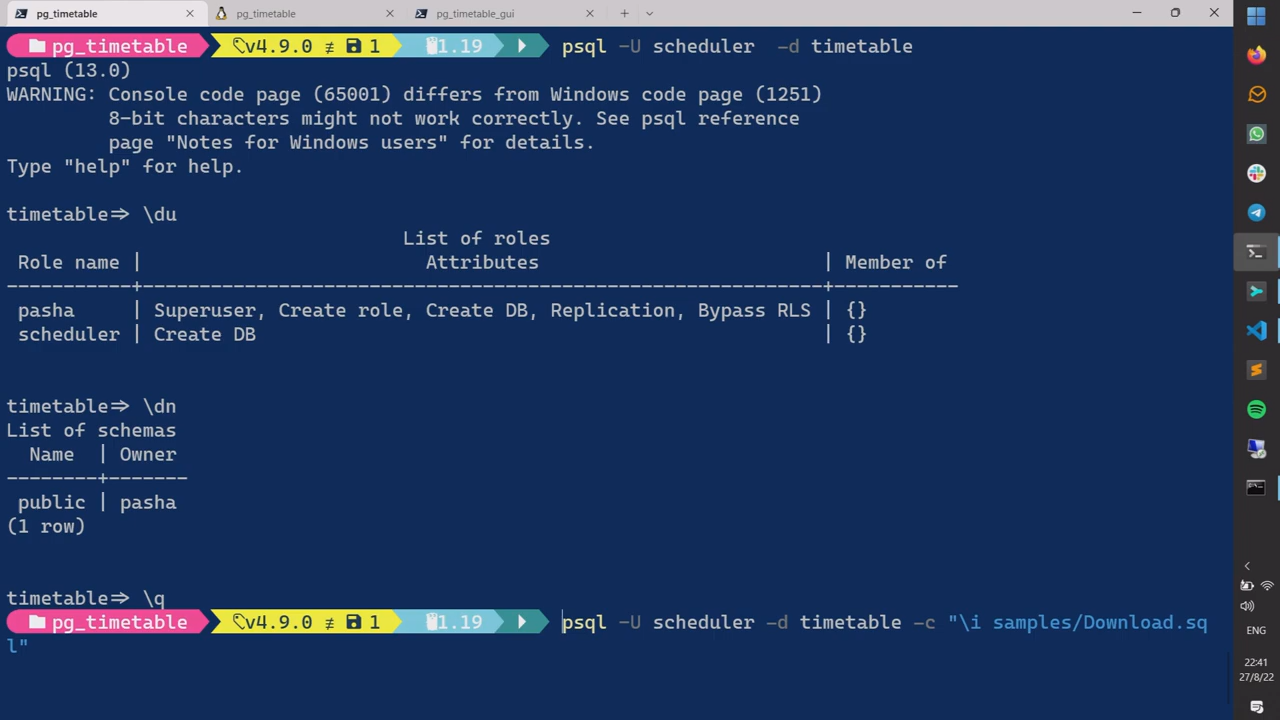 pg_timetable
pg_timetable
pg_timetable_gui
pg_timetable v4.9.0 ≢ 1 1.19 psql -U scheduler  -d timetable
psql (13.0)
WARNING: Console code page (65001) differs from Windows code page (1251)
8-bit characters might not work correctly. See psql reference
page "Notes for Windows users" for details.
Type "help" for help.
timetable=> \du
List of roles
Role name | Attributes | Member of
-----------+------------------------------------------------------------+-----------
pasha | Superuser, Create role, Create DB, Replication, Bypass RLS | {}
scheduler | Create DB | {}
timetable=> \dn
List of schemas
Name | Owner
--------+-------
public | pasha
(1 row)
timetable=> \q
pg_timetable v4.9.0 ≢ 1 1.19 psql -U scheduler -d timetable -c "\i samples/Download.sq
l"
ENG
22:41
27/8/22